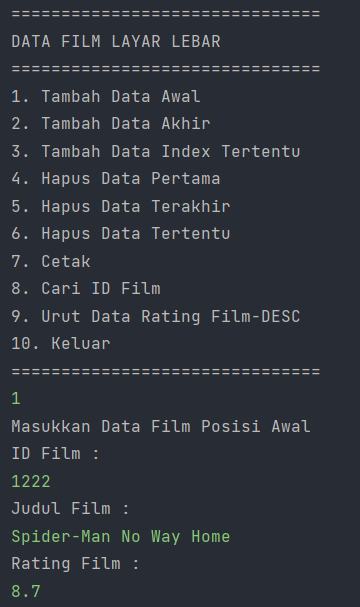 ===============================
DATA FILM LAYAR LEBAR
===============================
1. Tambah Data Awal
2. Tambah Data Akhir
3. Tambah Data Index Tertentu
4. Hapus Data Pertama
5. Hapus Data Terakhir
6. Hapus Data Tertentu
7. Cetak
8. Cari ID Film
9. Urut Data Rating Film-DESC
10. Keluar
===============================
1
Masukkan Data Film Posisi Awal
ID Film :
1222
Judul Film :
Spider-Man No Way Home
Rating Film :
8.7